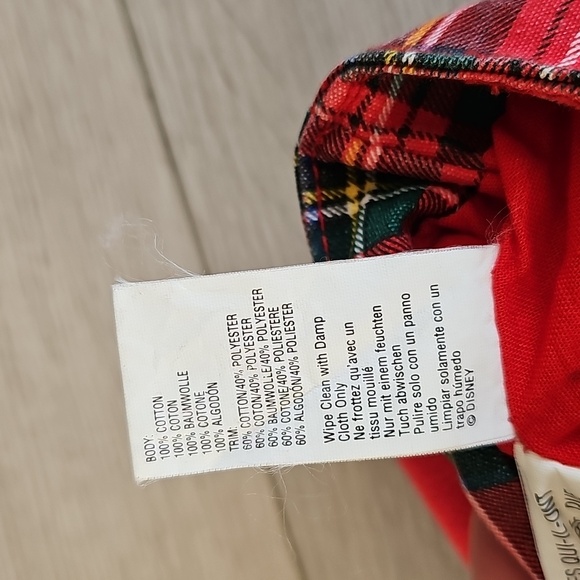 BODY: COTTON
100% COTTON
100% COTON
100% BAUMWOLLE
100% COTONE
100% ALGODÓN
TRIM:
60% COTTON/40% POLYESTER
60% COTON/40% POLYESTER
60% BAUMWOLLE/40% POLYESTER
60% COTONE/40% POLIESTERE
60% ALGODÓN/40% POLIESTER
Wipe Clean with Damp
Cloth Only
Ne frottez qu'avec un
tissu mouillé
Nur mit einem feuchten
Tuch abwischen
Pulire solo con un panno
umido
Limpiar solamente con un
trapo húmedo
© DISNEY